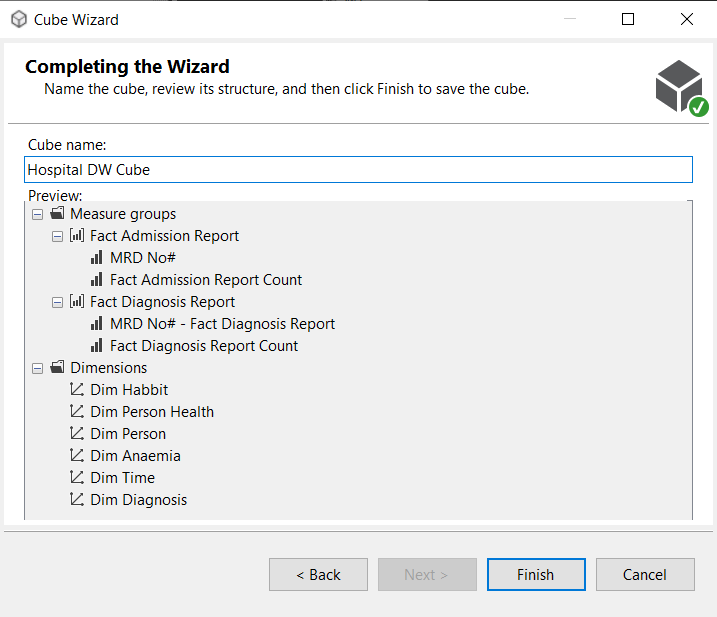 Cube Wizard
Completing the Wizard
Name the cube, review its structure, and then click Finish to save the cube.
Cube name:
Hospital DW Cube
Preview:
Measure groups
Fact Admission Report
MRD No#
Fact Admission Report Count
Fact Diagnosis Report
MRD No# - Fact Diagnosis Report
Fact Diagnosis Report Count
Dimensions
Dim Habbit
Dim Person Health
Dim Person
Dim Anaemia
Dim Time
Dim Diagnosis
< Back Next > Finish Cancel